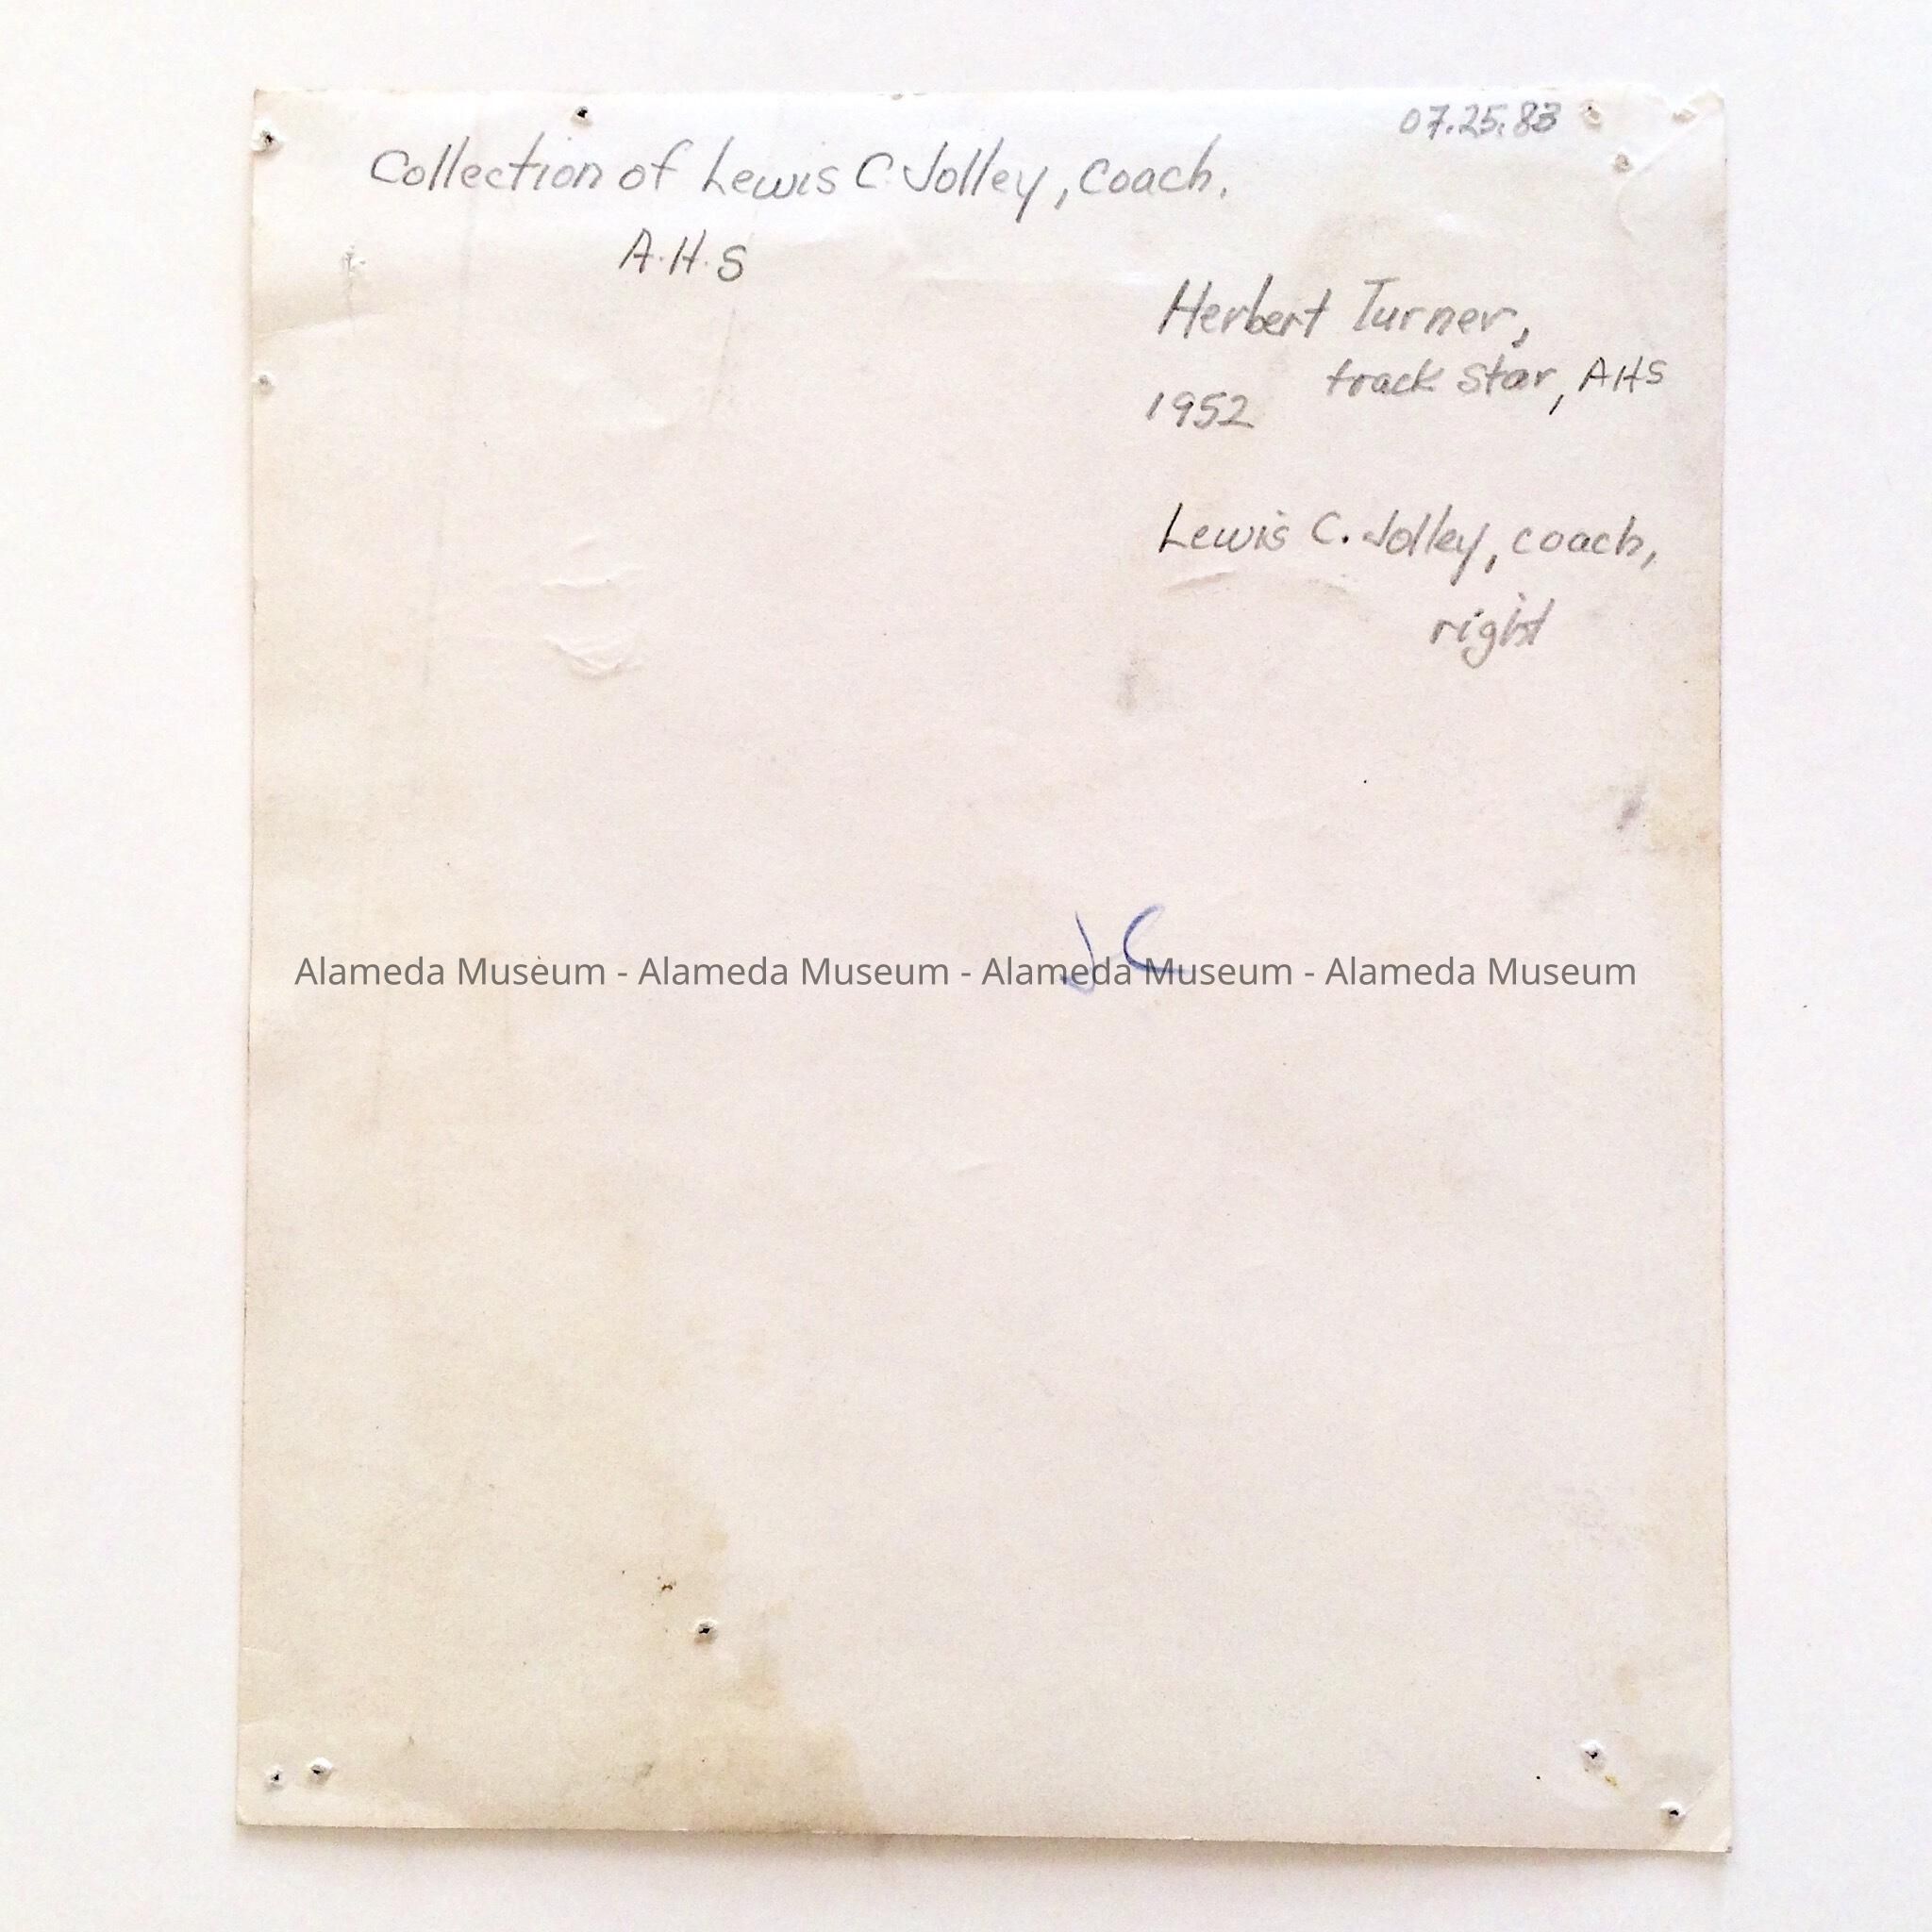 07.25.83
Collection of Lewis C. Jolley, coach.
A.H.S
Herbert Turner,
track star, AHS
1952
Lewis C. Jolley, coach,
right
JC
Alameda Museum - Alameda Museum - Alameda Museum - Alameda Museum